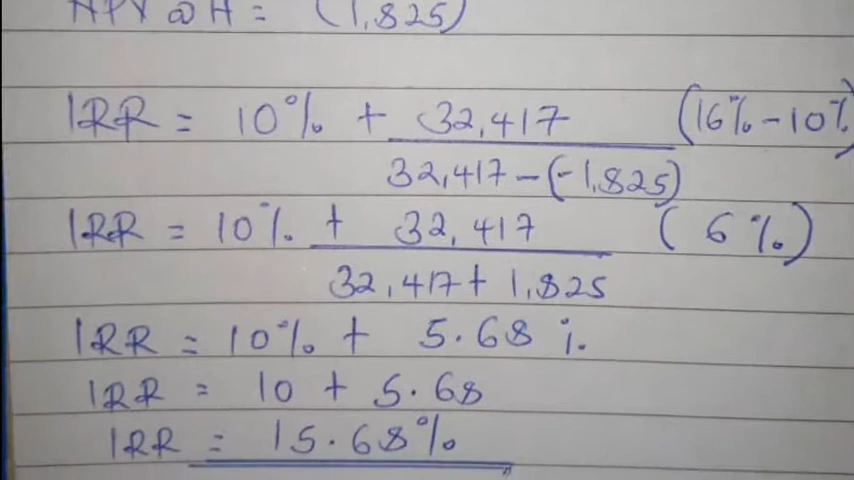 NPV @ H = (1,825)
IRR = 10% + 32,417 (16% - 10%)
32,417 - (-1,825)
IRR = 10% + 32,417 (6%)
32,417 + 1,825
IRR = 10% + 5.68%
IRR = 10 + 5.68
IRR = 15.68%